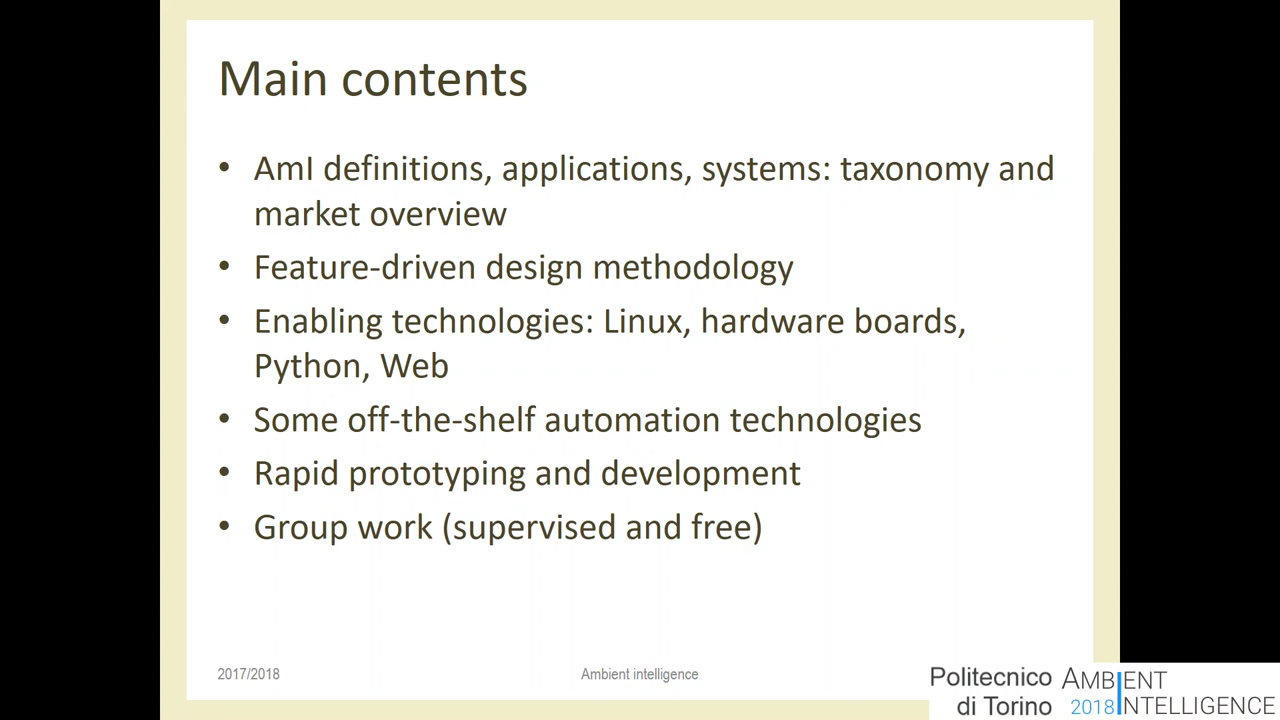 Main contents
• AmI definitions, applications, systems: taxonomy and
market overview
• Feature-driven design methodology
• Enabling technologies: Linux, hardware boards,
Python, Web
• Some off-the-shelf automation technologies
• Rapid prototyping and development
• Group work (supervised and free)
2017/2018
Ambient intelligence
Politecnico
di Torino
AMBIENT
2018 INTELLIGENCE